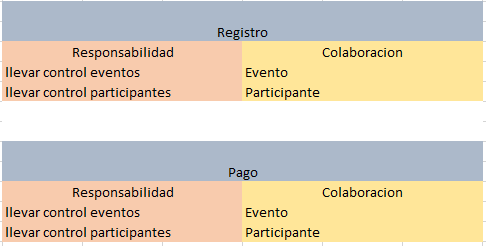 Registro
Responsabilidad Colaboracion
llevar control eventos Evento
llevar control participantes Participante
Pago
Responsabilidad Colaboracion
llevar control eventos Evento
llevar control participantes Participante